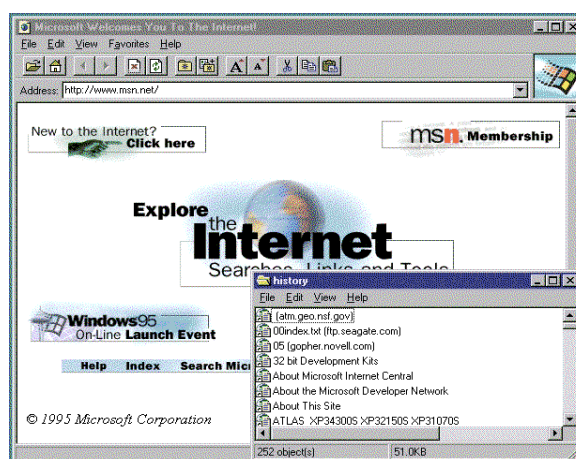 Microsoft Welcomes You To The Internet!
File Edit View Favorites Help
Address: http://www.msn.net/
New to the Internet?
Click here
msn. Membership
Explore
the
Internet
Searches, Links and Tools
Windows95
On-Line Launch Event
Help Index Search Micr
© 1995 Microsoft Corporation
history
File Edit View Help
(atm.geo.nsf.gov)
00index.txt (ftp.seagate.com)
05 (gopher.novell.com)
32 bit Development Kits
About Microsoft Internet Central
About the Microsoft Developer Network
About This Site
ATLAS XP34300S XP32150S XP31070S
252 object(s) 51.0KB